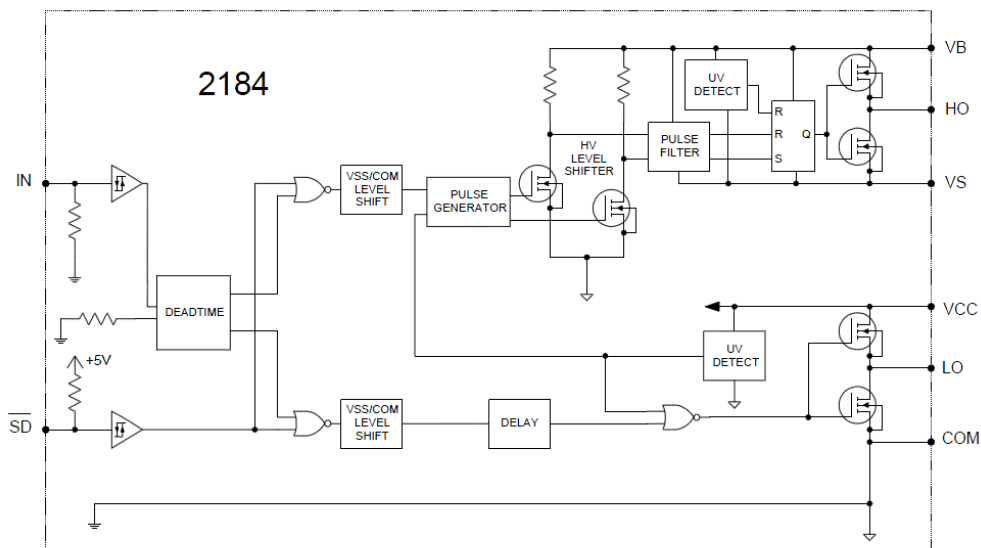 2184
VB
UV
DETECT
R
R
S
Q
HO
PULSE
FILTER
HV
LEVEL
SHIFTER
VS
IN
VSS/COM
LEVEL
SHIFT
PULSE
GENERATOR
DEADTIME
+5V
VCC
UV
DETECT
LO
SD
VSS/COM
LEVEL
SHIFT
DELAY
COM